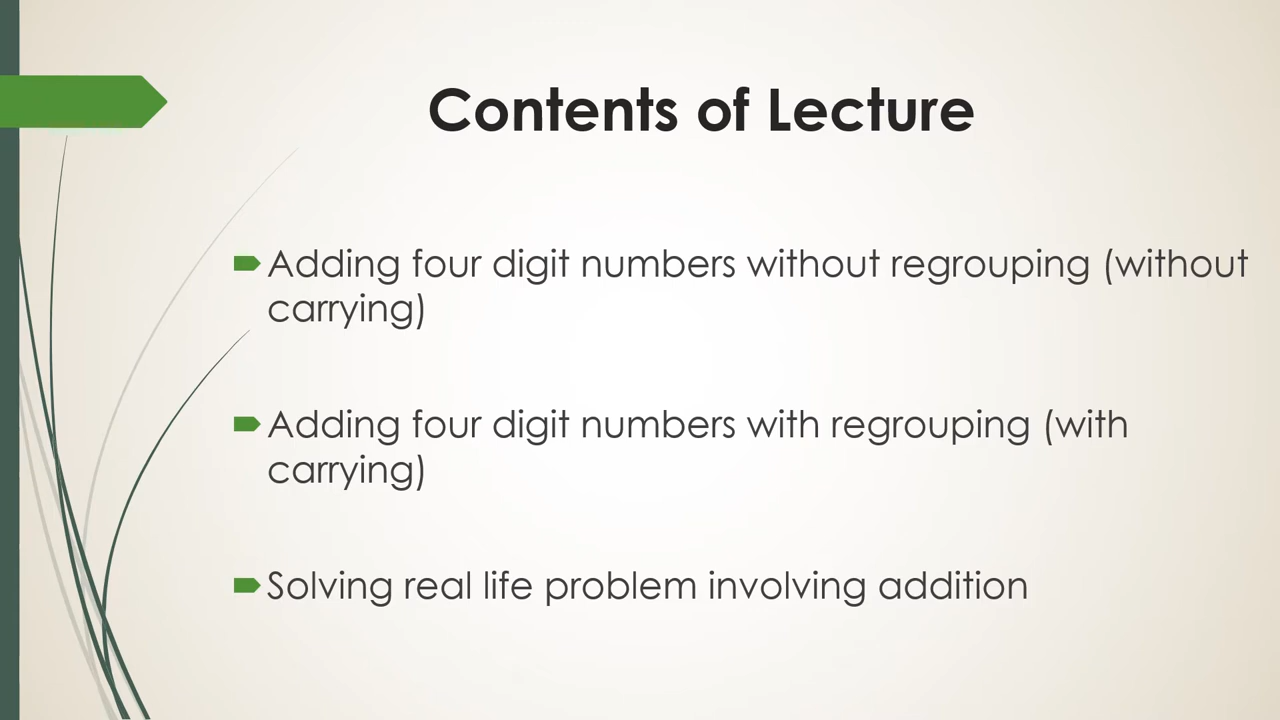 Contents of Lecture
Adding four digit numbers without regrouping (without
carrying)
Adding four digit numbers with regrouping (with
carrying)
Solving real life problem involving addition